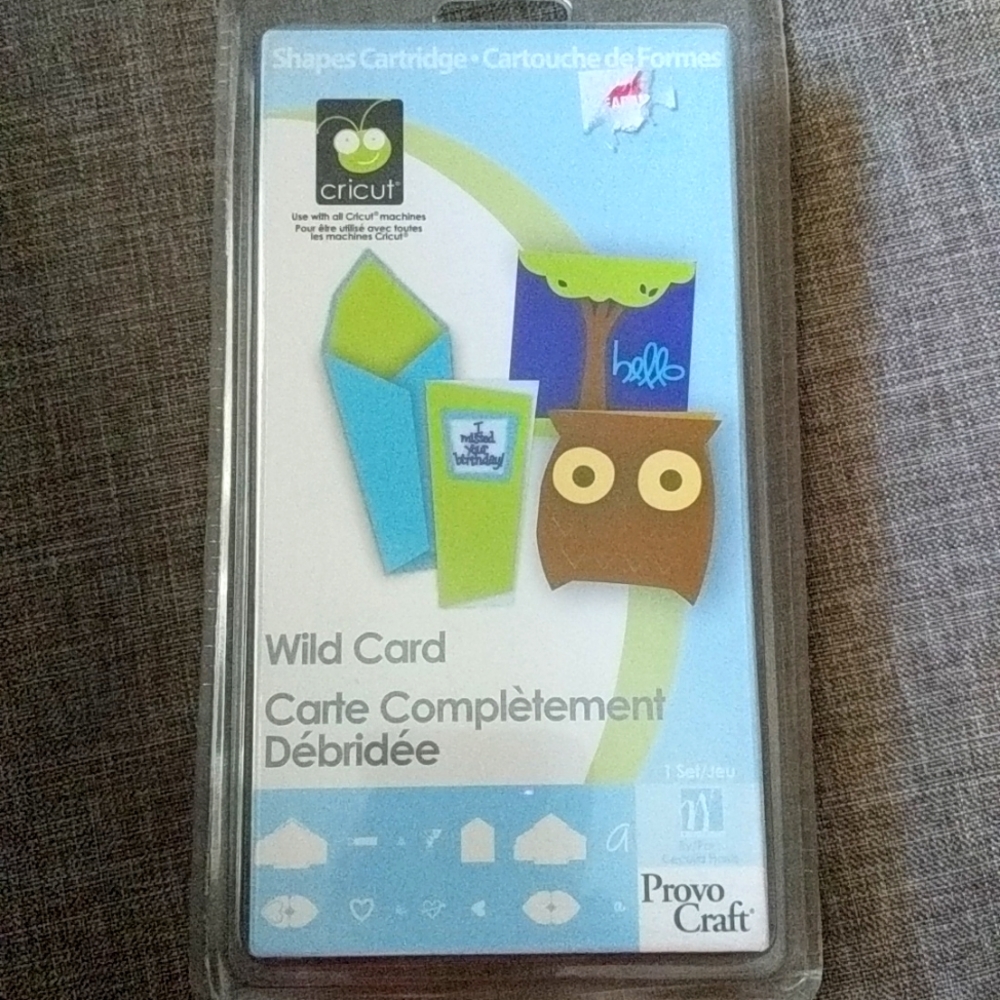 Shapes Cartridge • Cartouche de Formes
cricut®
Use with all Cricut® machines
Pour être utilisé avec toutes
les machines Cricut®
hello
I
missed
your
birthday!
Wild Card
Carte Complètement
Débridée
1 Set/Jeu
a
Provo
Craft®